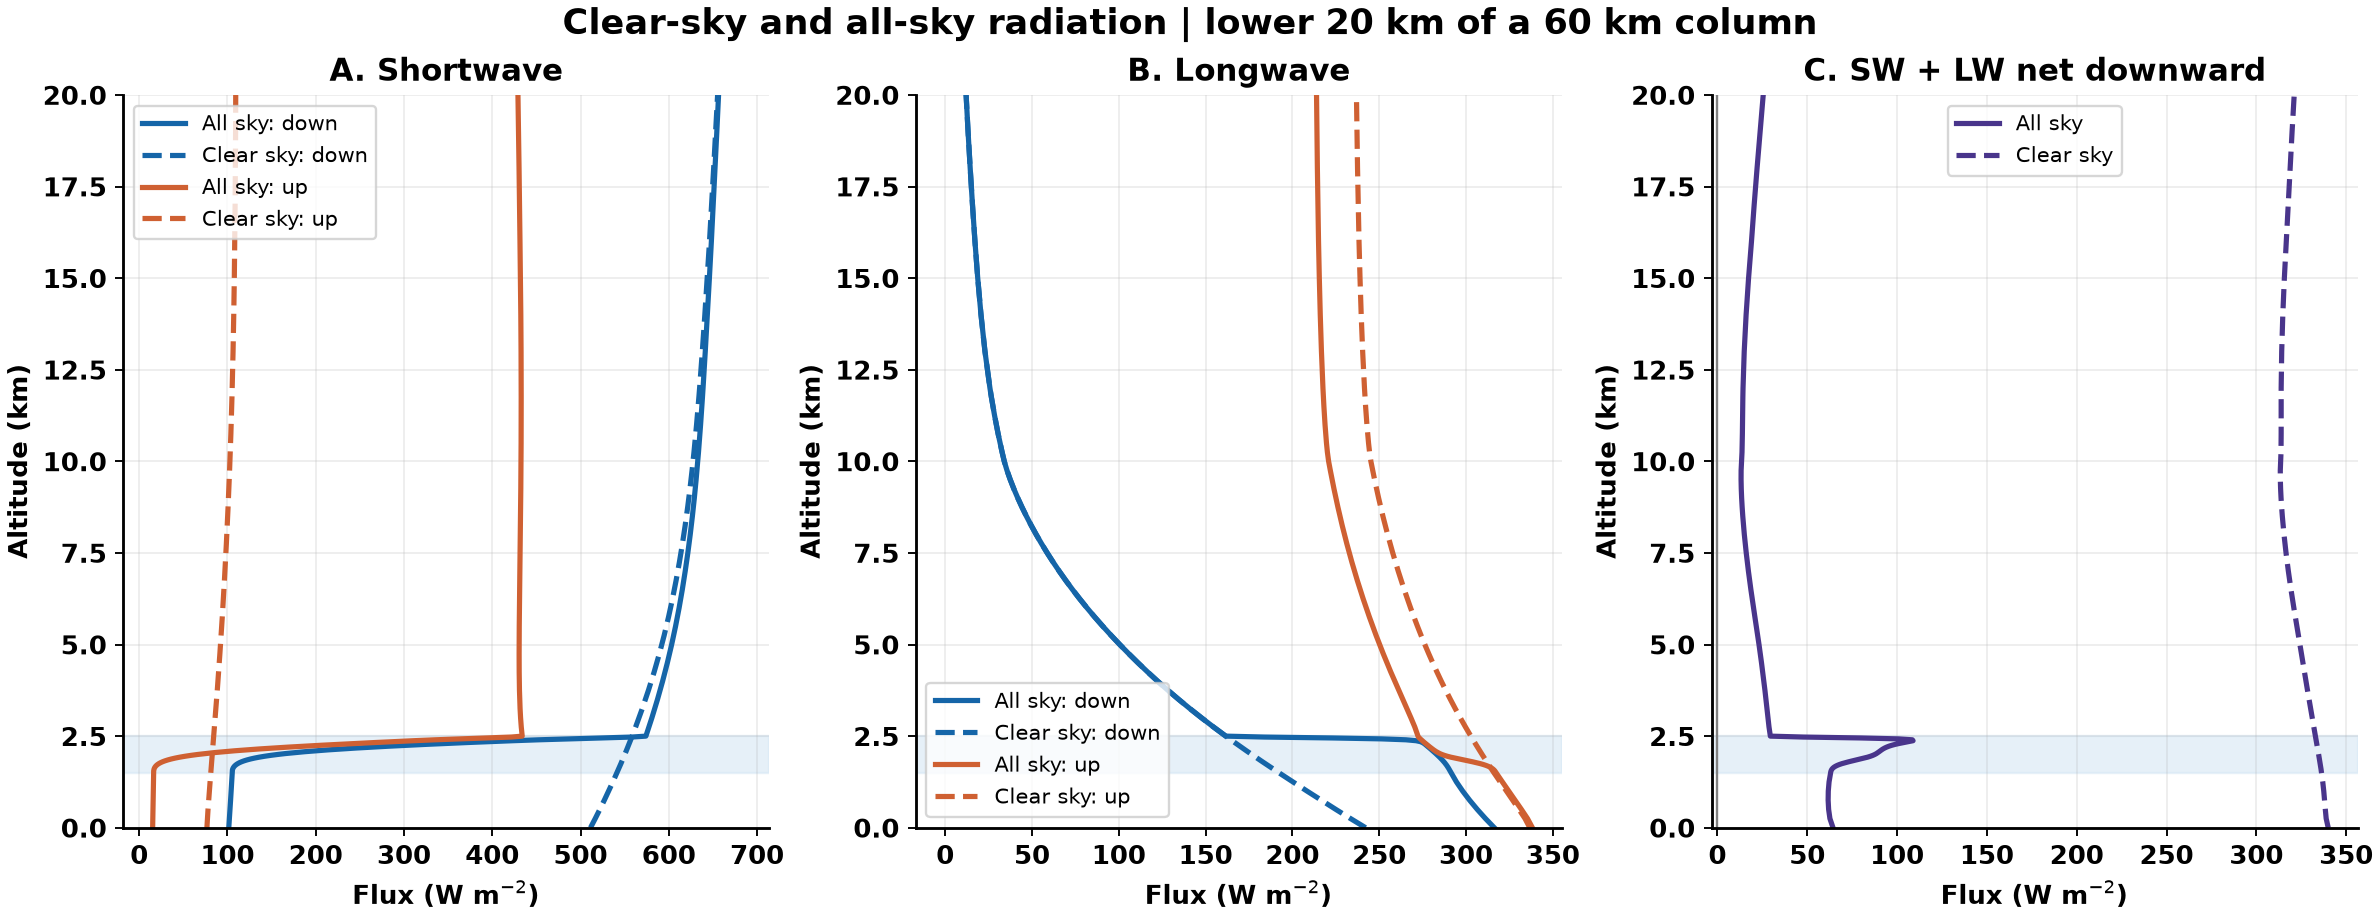 Clear-sky and all-sky radiation | lower 20 km of a 60 km column
A. Shortwave
20.0
17.5
15.0
12.5
10.0
7.5
5.0
2.5
0.0
Altitude (km)
All sky: down
Clear sky: down
All sky: up
Clear sky: up
0 100 200 300 400 500 600 700
Flux (W m⁻²)
B. Longwave
20.0
17.5
15.0
12.5
10.0
7.5
5.0
2.5
0.0
Altitude (km)
All sky: down
Clear sky: down
All sky: up
Clear sky: up
0 50 100 150 200 250 300 350
Flux (W m⁻²)
C. SW + LW net downward
20.0
17.5
15.0
12.5
10.0
7.5
5.0
2.5
0.0
Altitude (km)
All sky
Clear sky
0 50 100 150 200 250 300 350
Flux (W m⁻²)